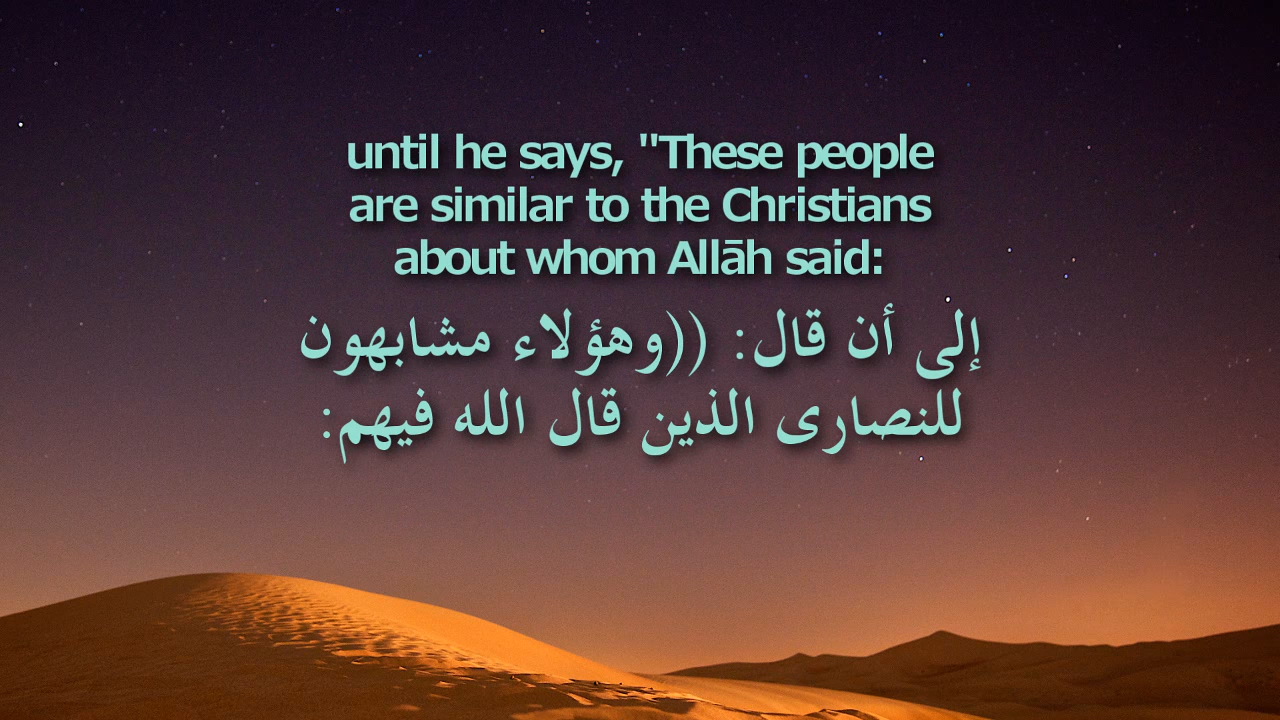 until he says, "These people
are similar to the Christians
about whom Allāh said:
إلى أن قال: ((وهؤلاء مشابهون
للنصارى الذين قال الله فيهم: